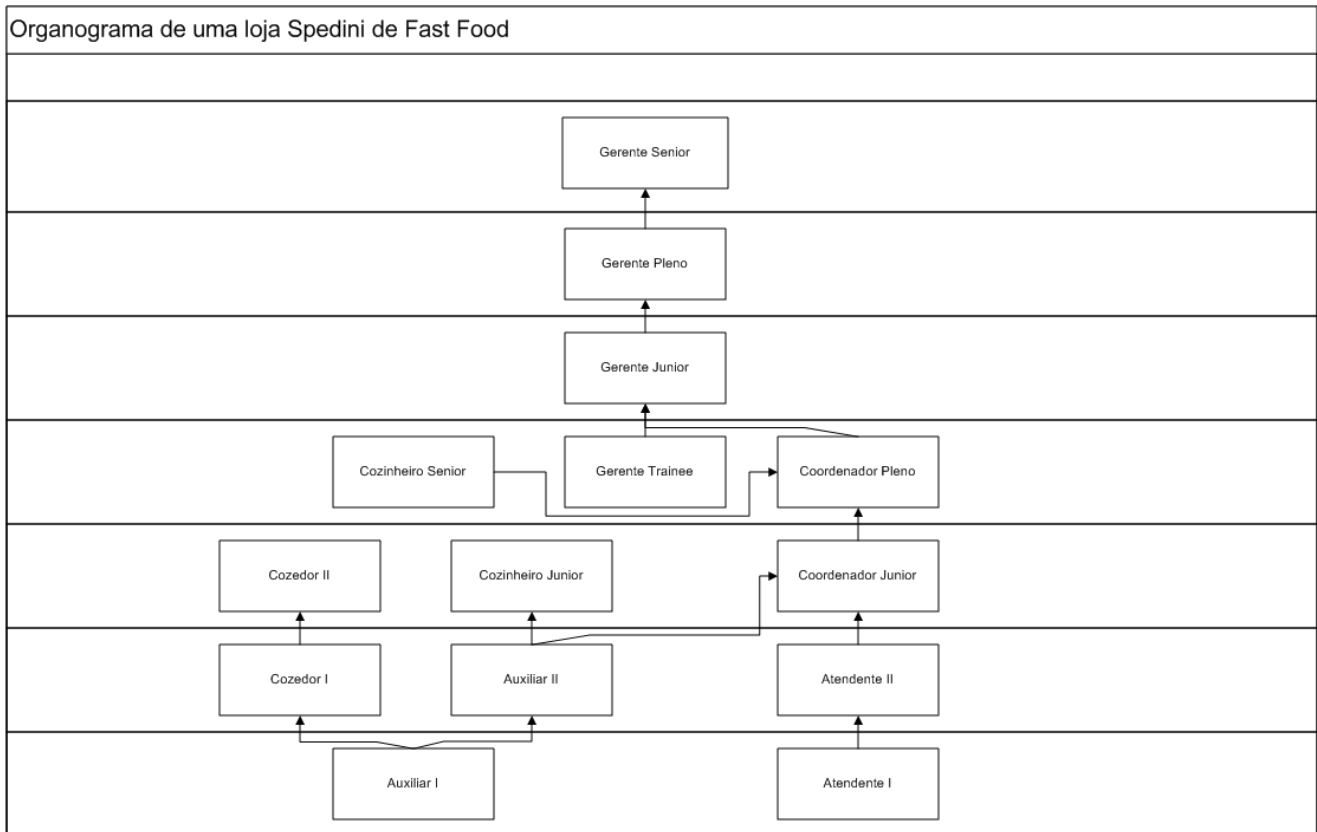 Organograma de uma loja Spedini de Fast Food
Gerente Senior
Gerente Pleno
Gerente Junior
Cozinheiro Senior
Gerente Trainee
Coordenador Pleno
Cozedor II
Cozinheiro Junior
Coordenador Junior
Cozedor I
Auxiliar II
Atendente II
Auxiliar I
Atendente I